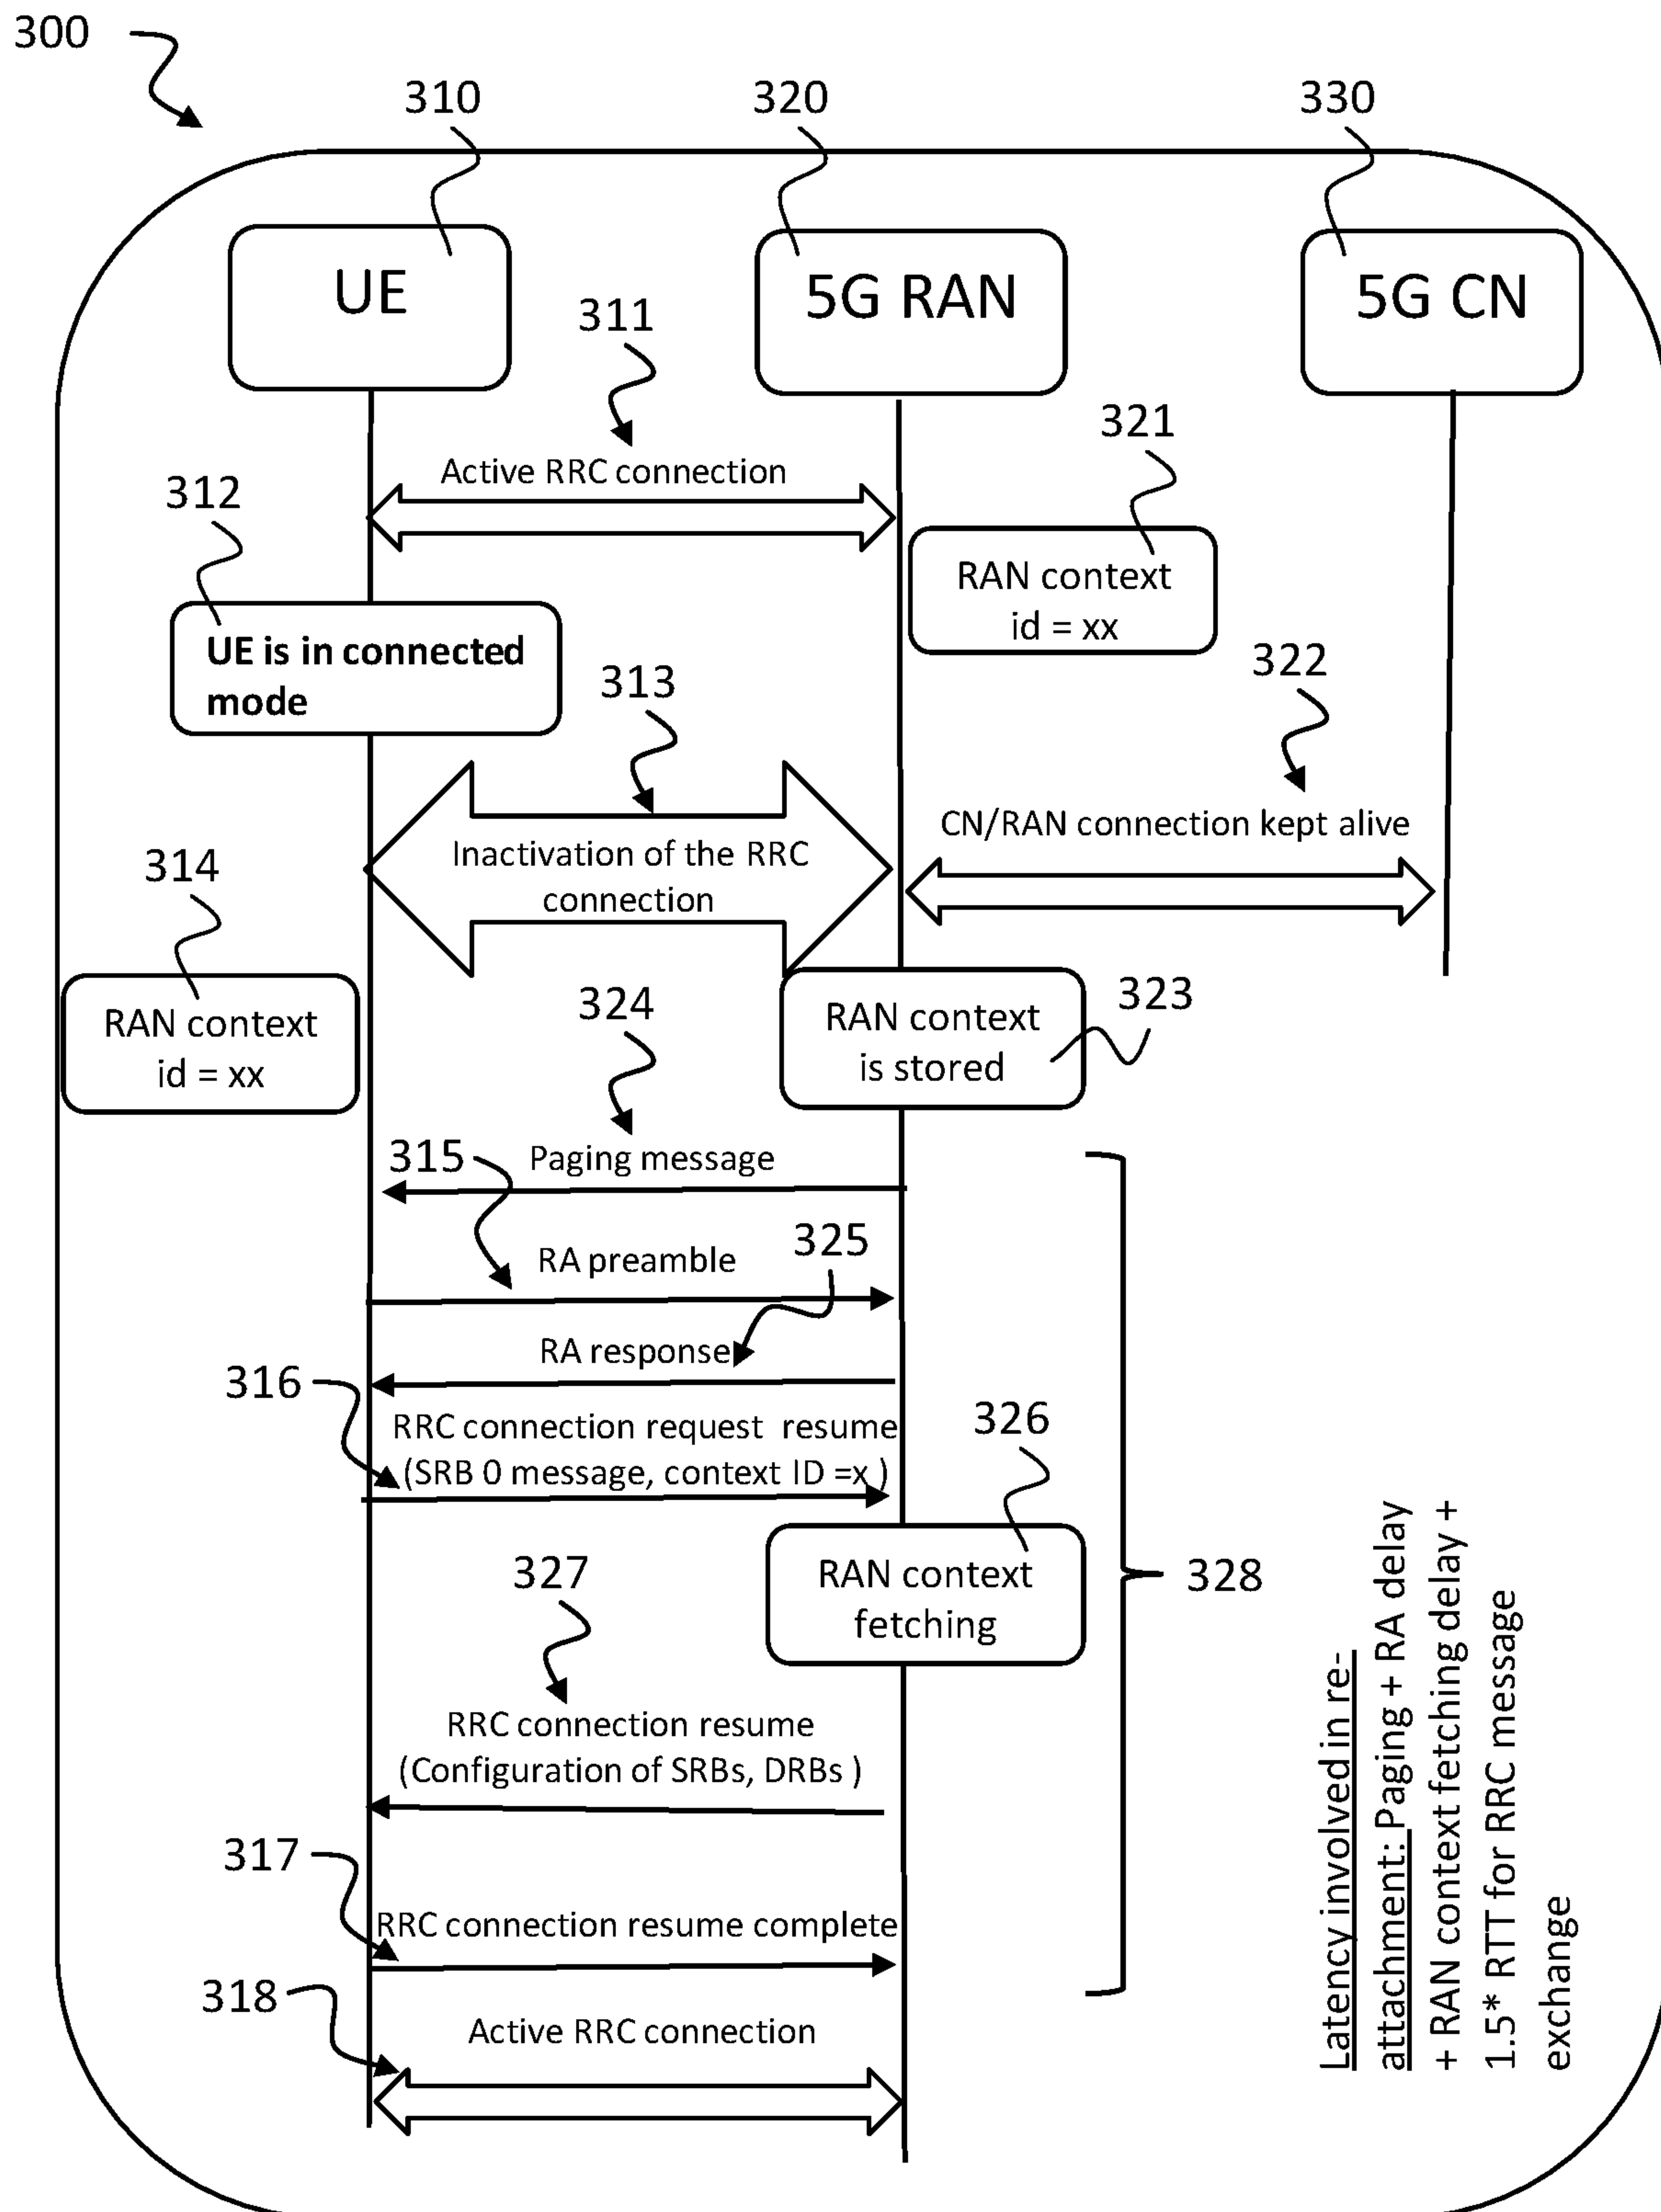 300
310
320
330
UE
5G RAN
5G CN
311
Active RRC connection
321
RAN context
id = xx
312
UE is in connected
mode
322
313
CN/RAN connection kept alive
Inactivation of the RRC
connection
314
RAN context
id = xx
323
RAN context
is stored
324
Paging message
315
RA preamble
325
RA response
316
RRC connection request resume
(SRB 0 message, context ID =x )
326
RAN context
fetching
328
327
RRC connection resume
(Configuration of SRBs, DRBs )
317
RRC connection resume complete
318
Active RRC connection
Latency involved in re-
attachment: Paging + RA delay
+ RAN context fetching delay +
1.5* RTT for RRC message
exchange